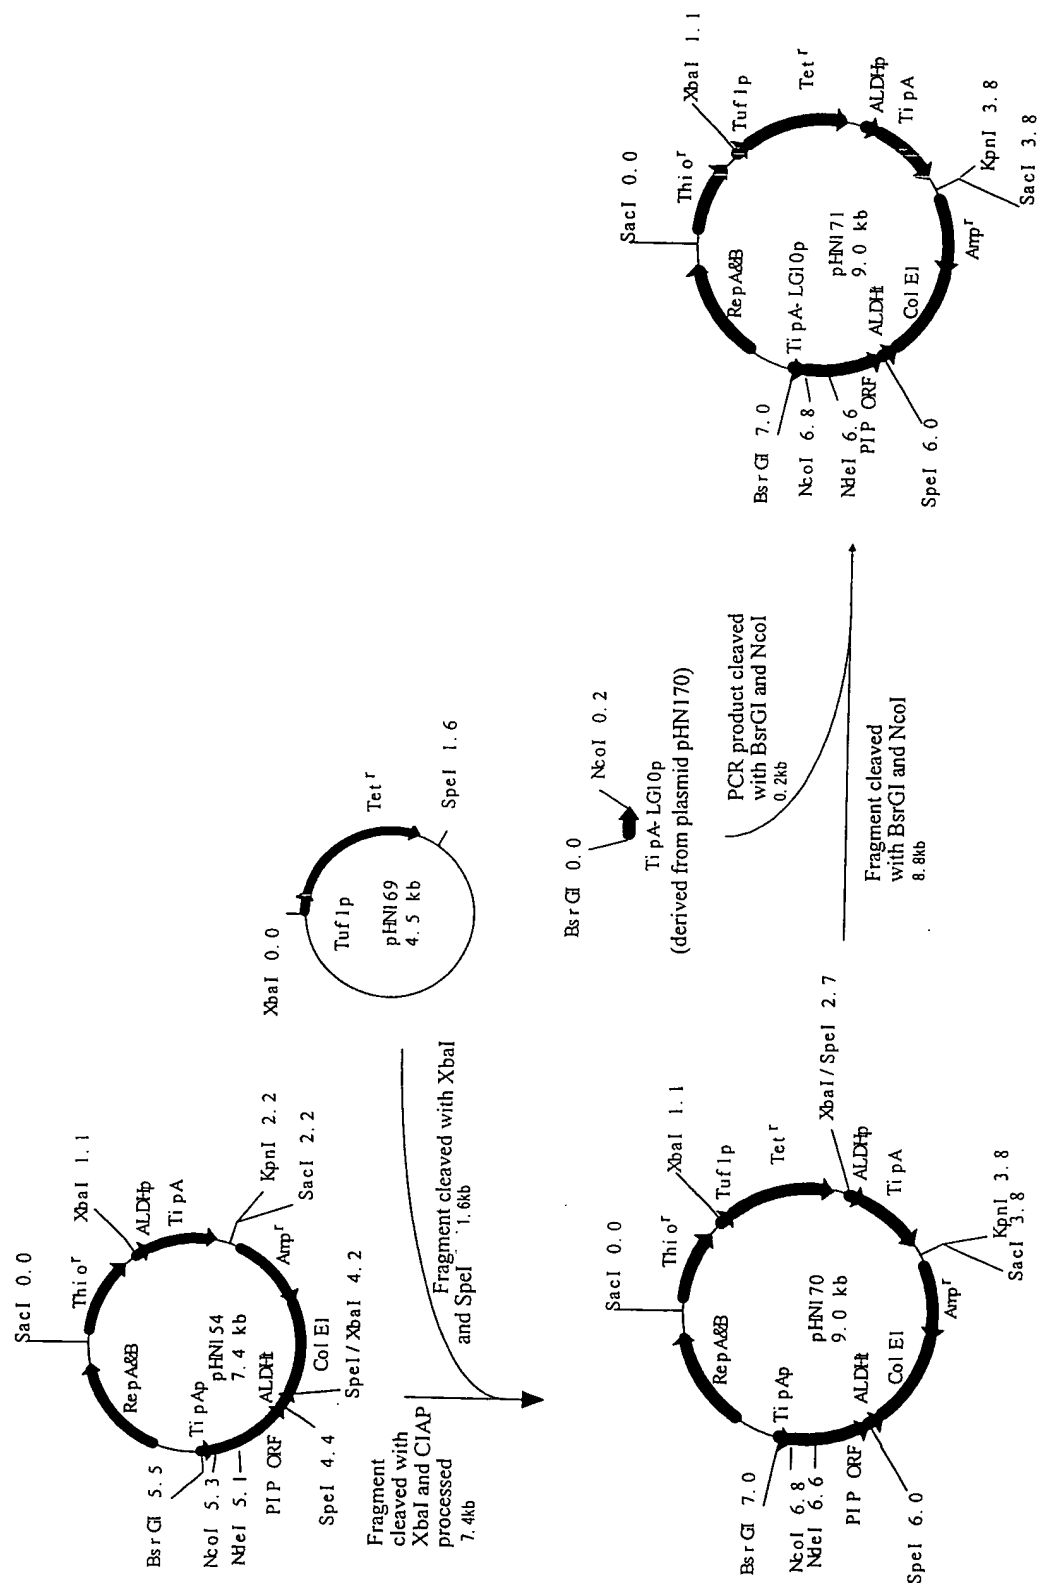 SacI 0.0
Thio^r
XbaI 1.1
ALDHp
TipA
KpnI 2.2
SacI 2.2
Amp^r
Col E1
SpeI/XbaI 4.2
ALDHt
SpeI 4.4
PIP ORF
NdeI 5.1
NcoI 5.3
TipAp
BsrGI 5.5
RepA&B
pHN154
7.4 kb
XbaI 0.0
Tuf1p
Tet^r
SpeI 1.6
pHN169
4.5 kb
Fragment
cleaved with
XbaI and CIAP
processed
7.4kb
Fragment cleaved with XbaI
and SpeI 1.6kb
SacI 0.0
Thio^r
XbaI 1.1
Tuf1p
Tet^r
XbaI/SpeI 2.7
ALDHp
TipA
KpnI 3.8
SacI 3.8
Amp^r
Col E1
ALDHt
SpeI 6.0
PIP ORF
NdeI 6.6
NcoI 6.8
TipAp
BsrGI 7.0
RepA&B
pHN170
9.0 kb
BsrGI 0.0
NcoI 0.2
TipA-LG10p
(derived from plasmid pHN170)
PCR product cleaved
with BsrGI and NcoI
0.2kb
Fragment cleaved
with BsrGI and NcoI
8.8kb
SacI 0.0
Thio^r
XbaI 1.1
Tuf1p
Tet^r
ALDHp
TipA
KpnI 3.8
SacI 3.8
Amp^r
Col E1
ALDHt
SpeI 6.0
PIP ORF
NdeI 6.6
NcoI 6.8
TipA-LG10p
BsrGI 7.0
RepA&B
pHN171
9.0 kb